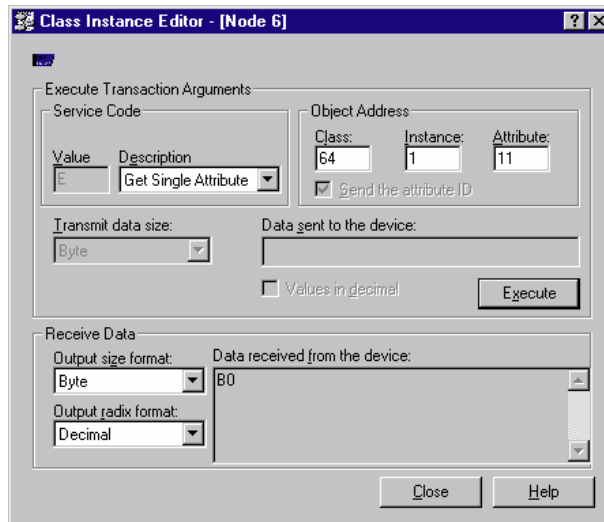 Class Instance Editor - [Node 6]
Execute Transaction Arguments
Service Code
Object Address
Class: Instance: Attribute:
Value Description
64 1 11
E Get Single Attribute
Send the attribute ID
Transmit data size: Data sent to the device:
Byte
Values in decimal
Execute
Receive Data
Output size format: Data received from the device:
Byte B0
Output radix format:
Decimal
Close Help